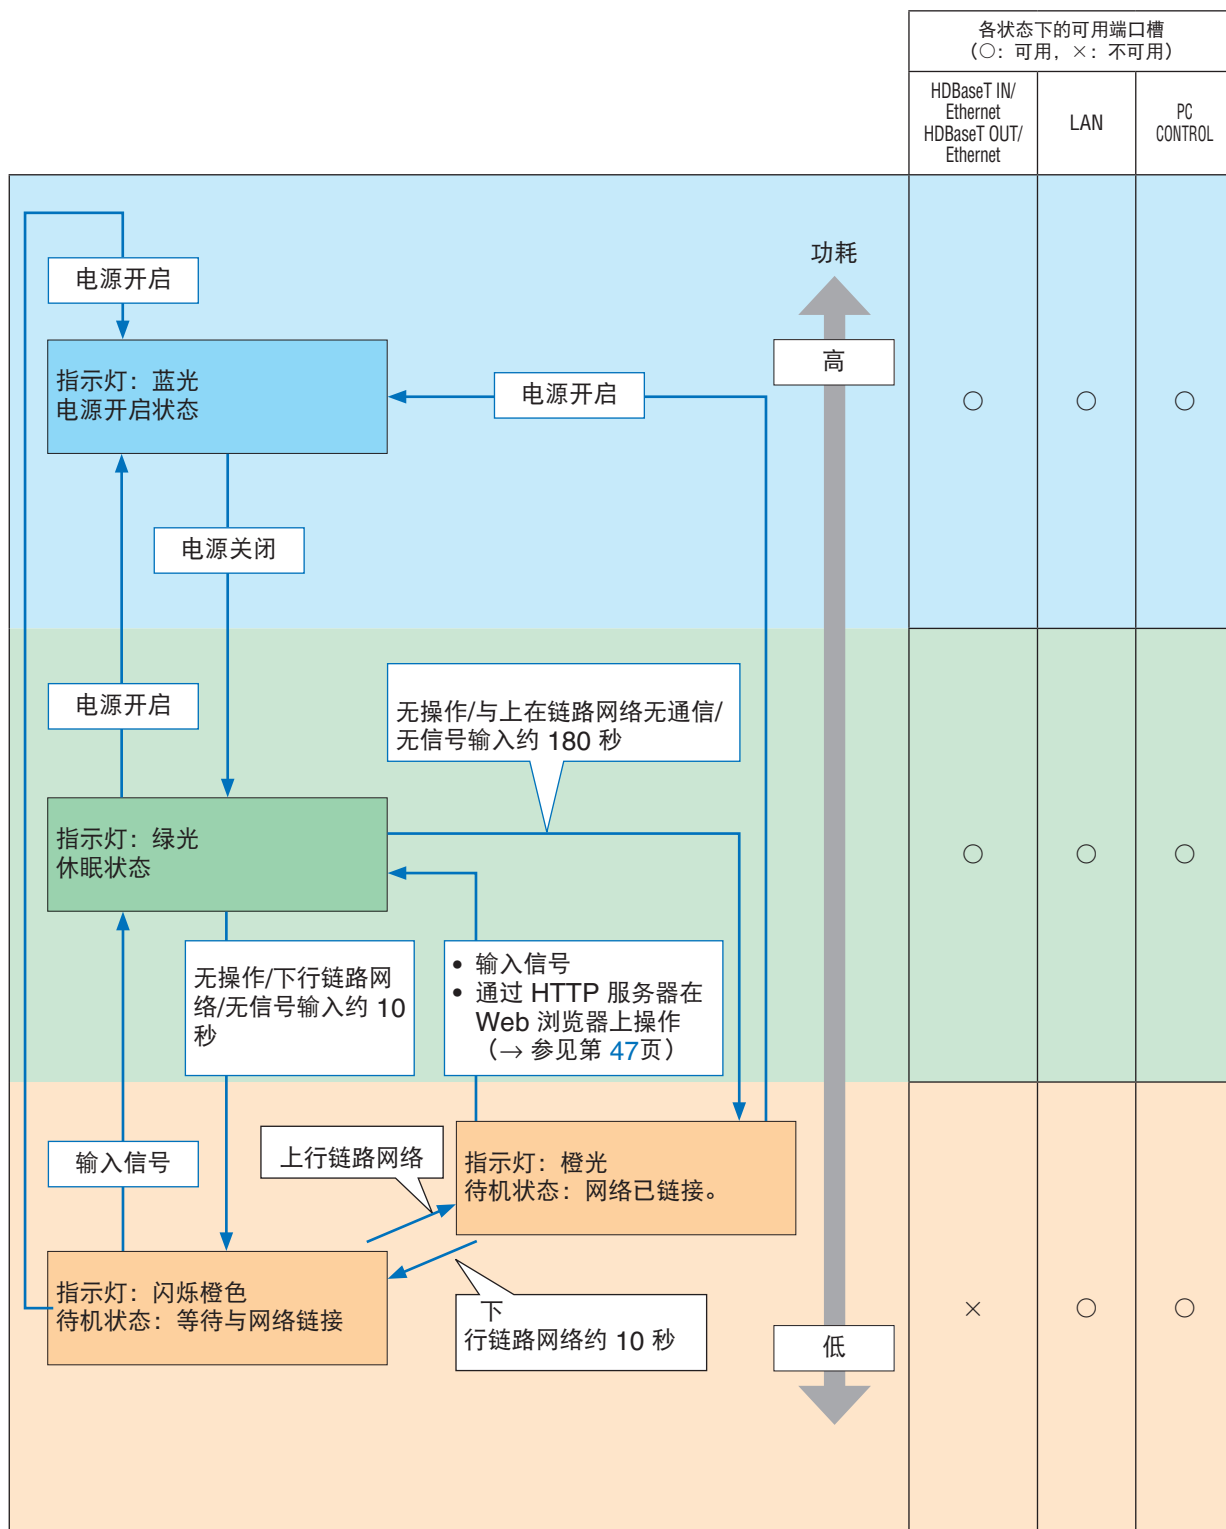 各状态下的可用端口槽
（○：可用，×：不可用）
HDBaseT IN/
Ethernet
HDBaseT OUT/
Ethernet
LAN
PC
CONTROL
电源开启
功耗
高
指示灯：蓝光
电源开启状态
电源开启
○
○
○
电源关闭
电源开启
无操作/与上在链路网络无通信/
无信号输入约 180 秒
指示灯：绿光
休眠状态
○
○
○
无操作/下行链路网
络/无信号输入约 10
秒
• 输入信号
• 通过 HTTP 服务器在
Web 浏览器上操作
（→ 参见第 47页）
输入信号
上行链路网络
指示灯：橙光
待机状态：网络已链接。
指示灯：闪烁橙色
待机状态：等待与网络链接
下
行链路网络约 10 秒
低
×
○
○